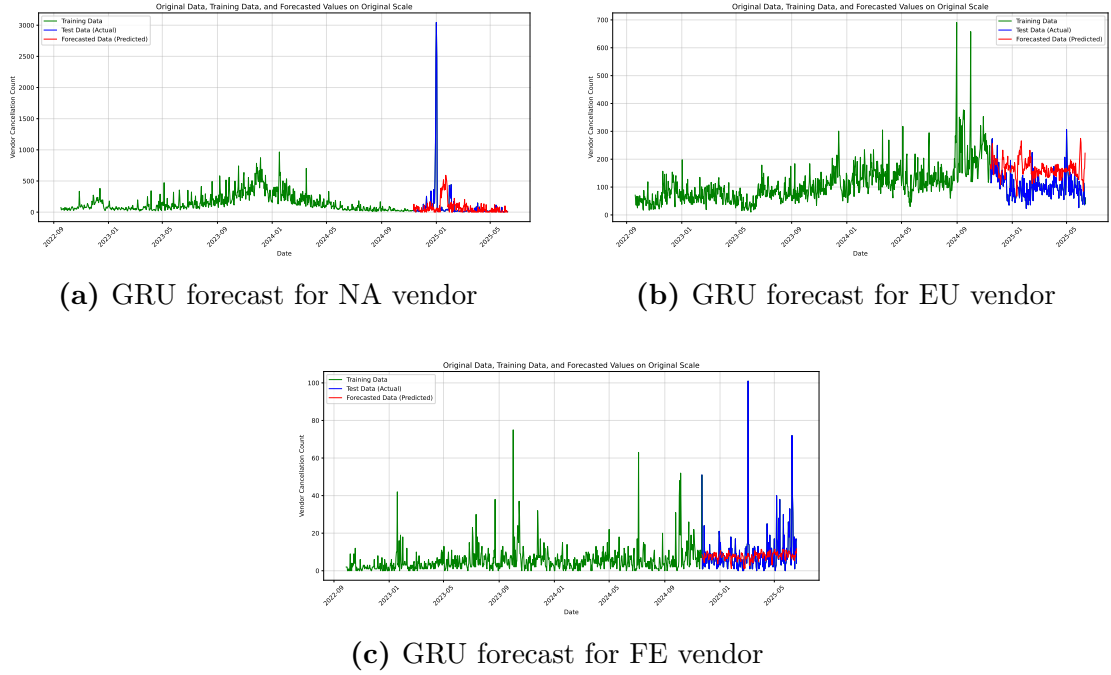 Original Data, Training Data, and Forecasted Values on Original Scale
Training Data
Test Data (Actual)
Forecasted Data (Predicted)
Vendor Cancellation Count
3000
2500
2000
1500
1000
500
0
2022-09
2023-01
2023-05
2023-09
2024-01
2024-05
2024-09
2025-01
2025-05
Date
(a) GRU forecast for NA vendor
Original Data, Training Data, and Forecasted Values on Original Scale
Training Data
Test Data (Actual)
Forecasted Data (Predicted)
Vendor Cancellation Count
700
600
500
400
300
200
100
0
2022-09
2023-01
2023-05
2023-09
2024-01
2024-05
2024-09
2025-01
2025-05
Date
(b) GRU forecast for EU vendor
Original Data, Training Data, and Forecasted Values on Original Scale
Training Data
Test Data (Actual)
Forecasted Data (Predicted)
Vendor Cancellation Count
100
80
60
40
20
0
2022-09
2023-01
2023-05
2023-09
2024-01
2024-05
2024-09
2025-01
2025-05
Date
(c) GRU forecast for FE vendor